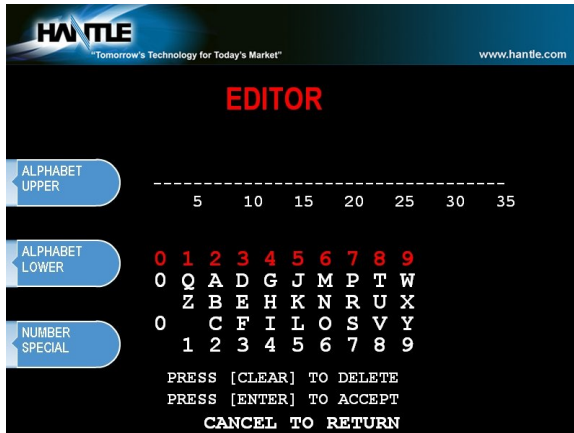 HANTLE
"Tomorrow's Technology for Today's Market" www.hantle.com
EDITOR
ALPHABET
UPPER
-----------------------------------
5 10 15 20 25 30 35
ALPHABET
LOWER
0 1 2 3 4 5 6 7 8 9
0 Q A D G J M P T W
Z B E H K N R U X
0 C F I L O S V Y
1 2 3 4 5 6 7 8 9
NUMBER
SPECIAL
PRESS [CLEAR] TO DELETE
PRESS [ENTER] TO ACCEPT
CANCEL TO RETURN